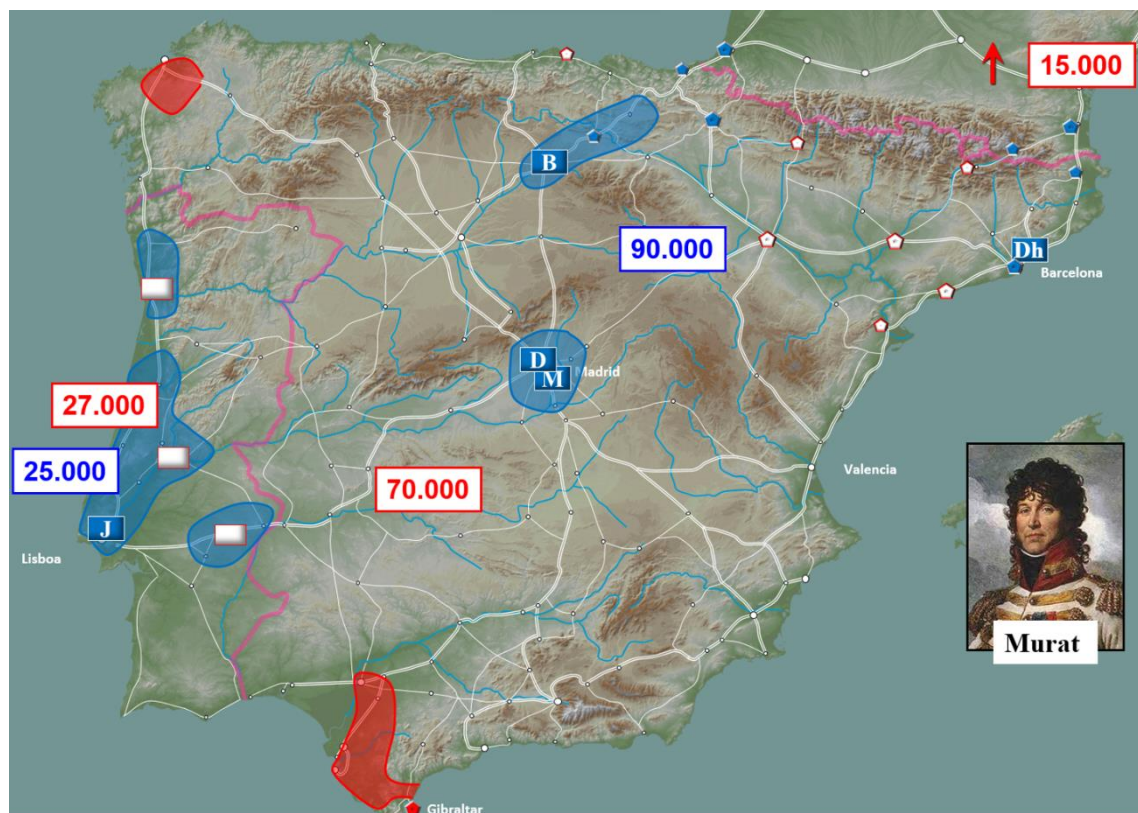 15.000
B
90.000
Dh
Barcelona
D
M
Madrid
27.000
25.000
70.000
Valencia
J
Lisboa
Murat
Gibraltar